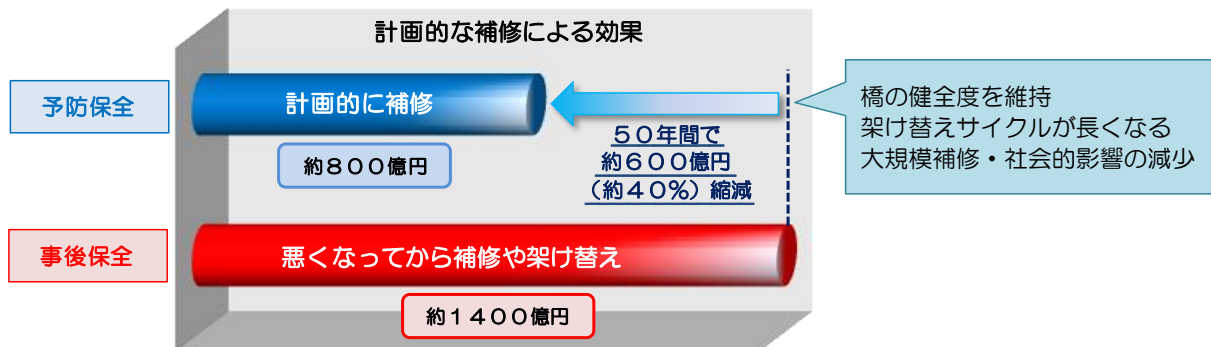 計画的な補修による効果
予防保全
計画的に補修
約８００億円
５０年間で
約６００億円
（約４０％）縮減
橋の健全度を維持
架け替えサイクルが長くなる
大規模補修・社会的影響の減少
事後保全
悪くなってから補修や架け替え
約１４００億円